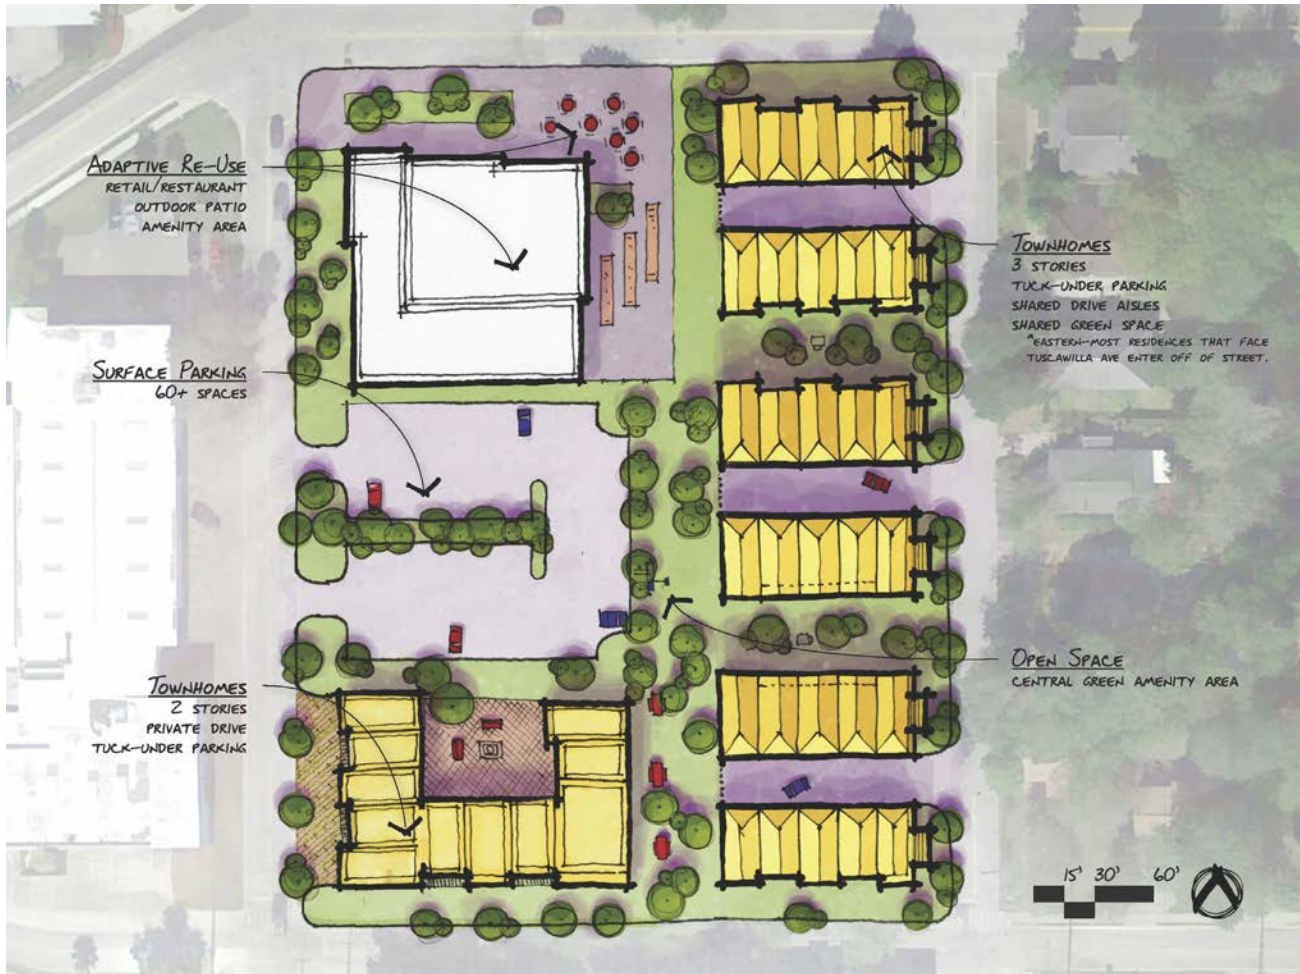 ADAPTIVE RE-USE
RETAIL/RESTAURANT
OUTDOOR PATIO
AMENITY AREA
SURFACE PARKING
60+ SPACES
TOWNHOMES
2 STORIES
PRIVATE DRIVE
TUCK-UNDER PARKING
TOWNHOMES
3 STORIES
TUCK-UNDER PARKING
SHARED DRIVE AISLES
SHARED GREEN SPACE
*EASTERN-MOST RESIDENCES THAT FACE
TUSCAWILLA AVE ENTER OFF OF STREET.
OPEN SPACE
CENTRAL GREEN AMENITY AREA
15' 30' 60'